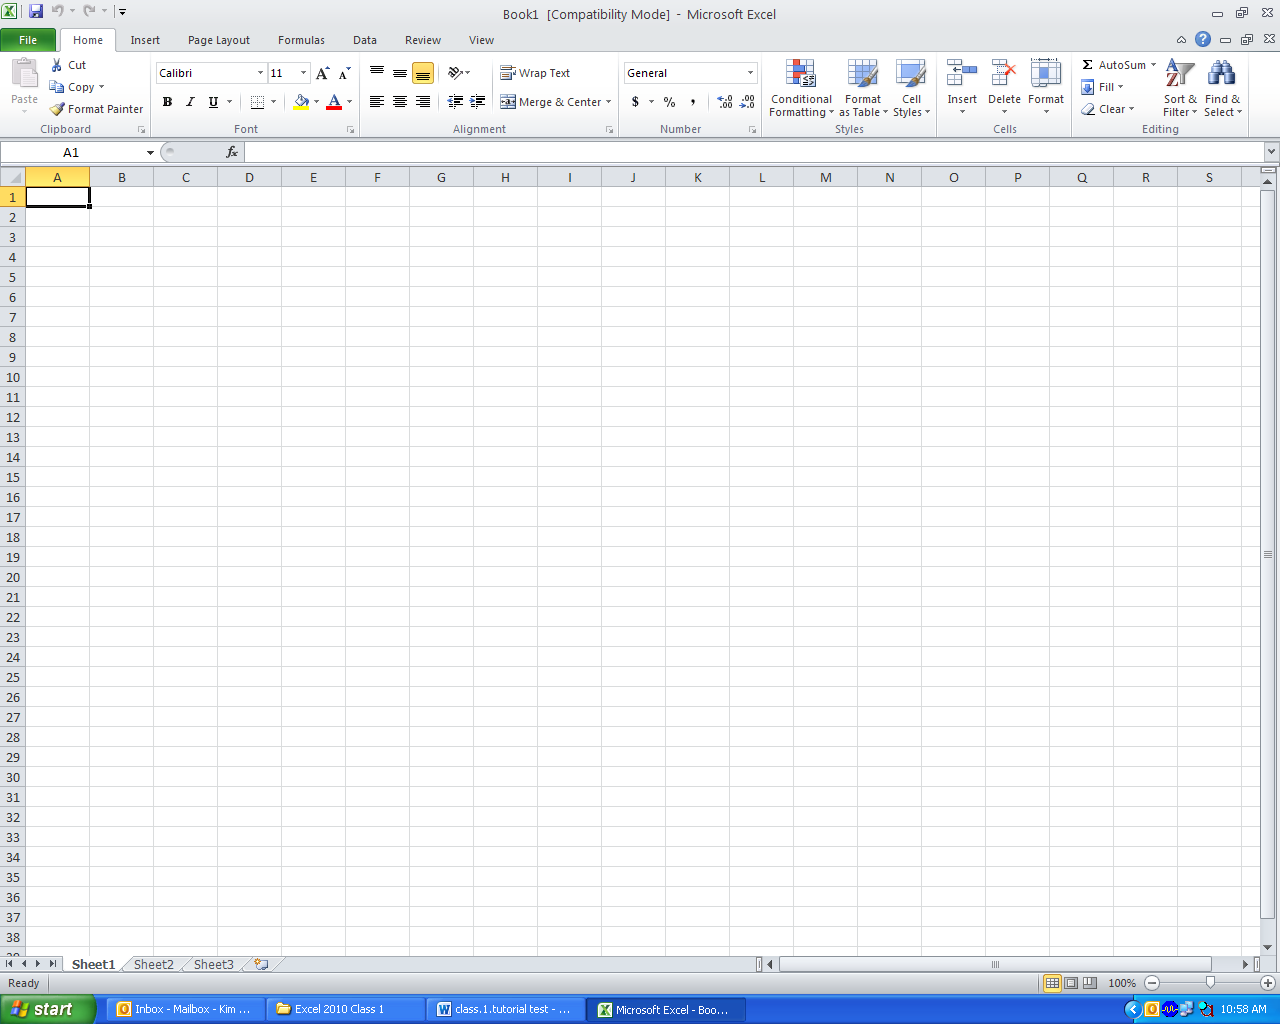 Book1 [Compatibility Mode] - Microsoft Excel
File Home Insert Page Layout Formulas Data Review View
Paste
Cut
Copy
Format Painter
Clipboard
Calibri 11 A A
B I U A
Font
Wrap Text
Merge & Center
Alignment
General
$ % , .00 .00
Number
Conditional Formatting
Format as Table
Cell Styles
Styles
Insert Delete Format
Cells
Σ AutoSum
Fill
Clear
Sort & Filter
Find & Select
Editing
A1 fx
A B C D E F G H I J K L M N O P Q R S
1
2
3
4
5
6
7
8
9
10
11
12
13
14
15
16
17
18
19
20
21
22
23
24
25
26
27
28
29
30
31
32
33
34
35
36
37
38
Sheet1 Sheet2 Sheet3
Ready 100%
start Inbox - Mailbox - Kim ... Excel 2010 Class 1 class.1.tutorial test - ... Microsoft Excel - Boo... 10:58 AM